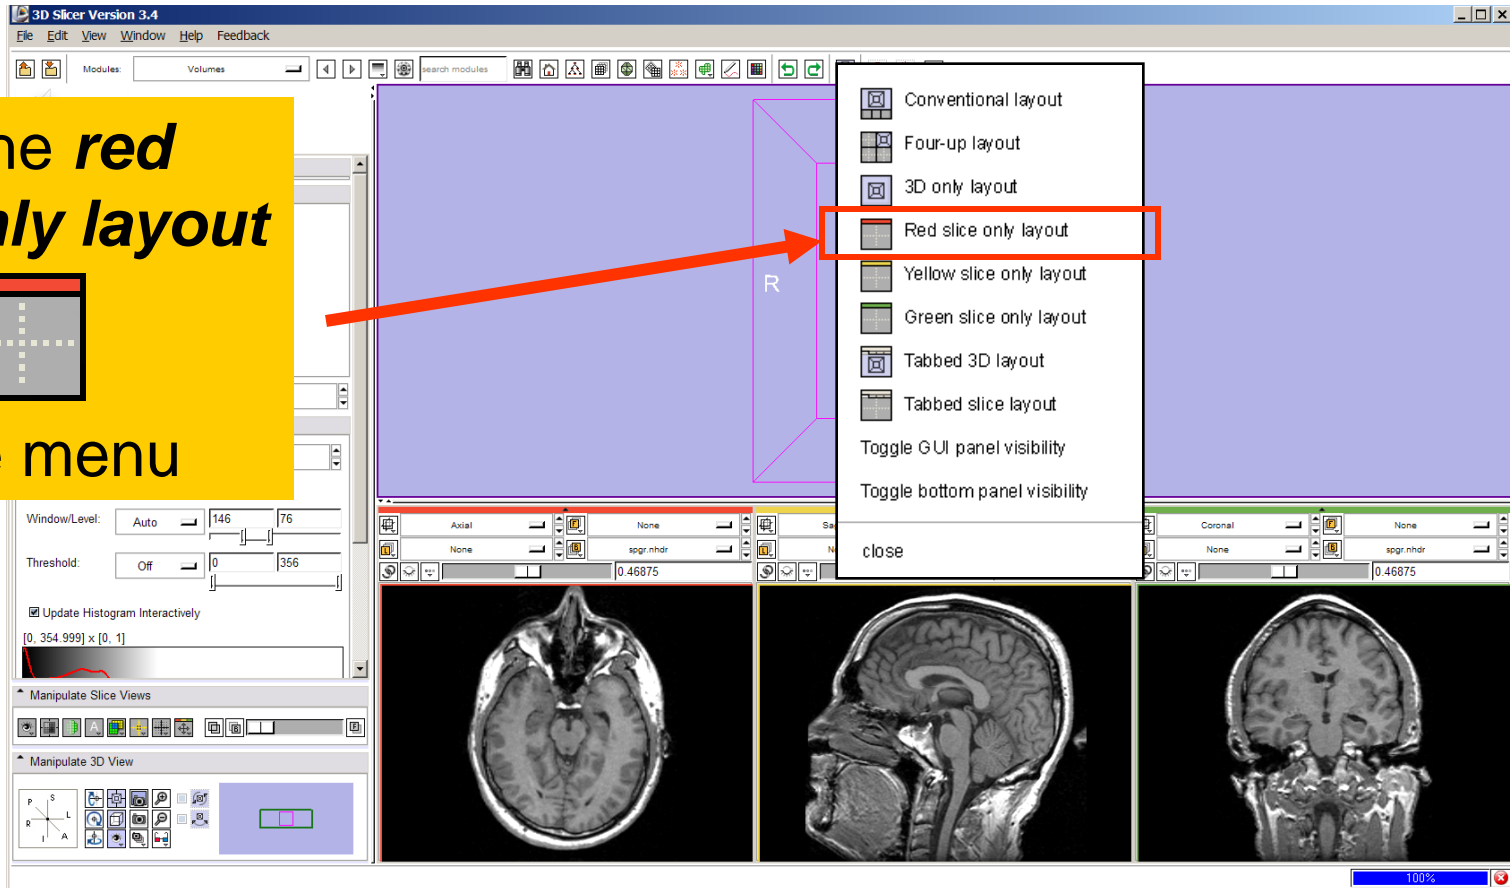 3D Slicer Version 3.4
File Edit View Window Help Feedback
Modules: Volumes search modules
ne red
nly layout
e menu
Conventional layout
Four-up layout
3D only layout
Red slice only layout
Yellow slice only layout
Green slice only layout
Tabbed 3D layout
Tabbed slice layout
Toggle GUI panel visibility
Toggle bottom panel visibility
close
R
Window/Level: Auto 146 76
Threshold: Off 0 356
Update Histogram Interactively
[0, 354.999] x [0, 1]
Manipulate Slice Views
Manipulate 3D View
P S
R L
I A
Axial None
None spgr.nhdr
0.46875
Sa
N
Coronal None
None spgr.nhdr
0.46875
100%